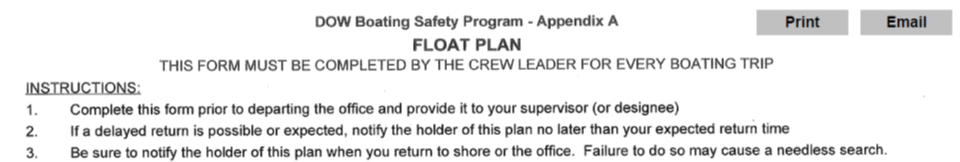 DOW Boating Safety Program - Appendix A
Print
Email
FLOAT PLAN
THIS FORM MUST BE COMPLETED BY THE CREW LEADER FOR EVERY BOATING TRIP
INSTRUCTIONS:
1. Complete this form prior to departing the office and provide it to your supervisor (or designee)
2. If a delayed return is possible or expected, notify the holder of this plan no later than your expected return time
3. Be sure to notify the holder of this plan when you return to shore or the office. Failure to do so may cause a needless search.